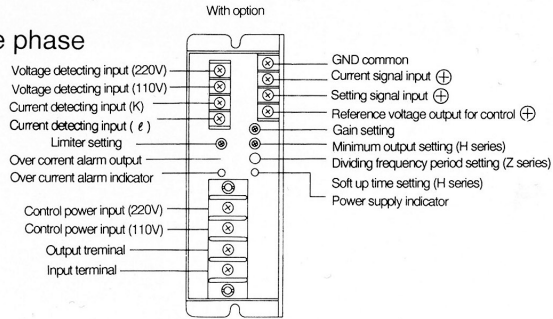 With option
e phase
Voltage detecting input (220V)
Voltage detecting input (110V)
Current detecting input (K)
Current detecting input ( ℓ )
Limiter setting
Over current alarm output
Over current alarm indicator
Control power input (220V)
Control power input (110V)
Output treminal
Input terminal
GND common
Current signal input ⊕
Setting signal input ⊕
Reference voltage output for control ⊕
Gain setting
Minimum output setting (H series)
Dividing frequency period setting (Z series)
Soft up time setting (H series)
Power supply indicator